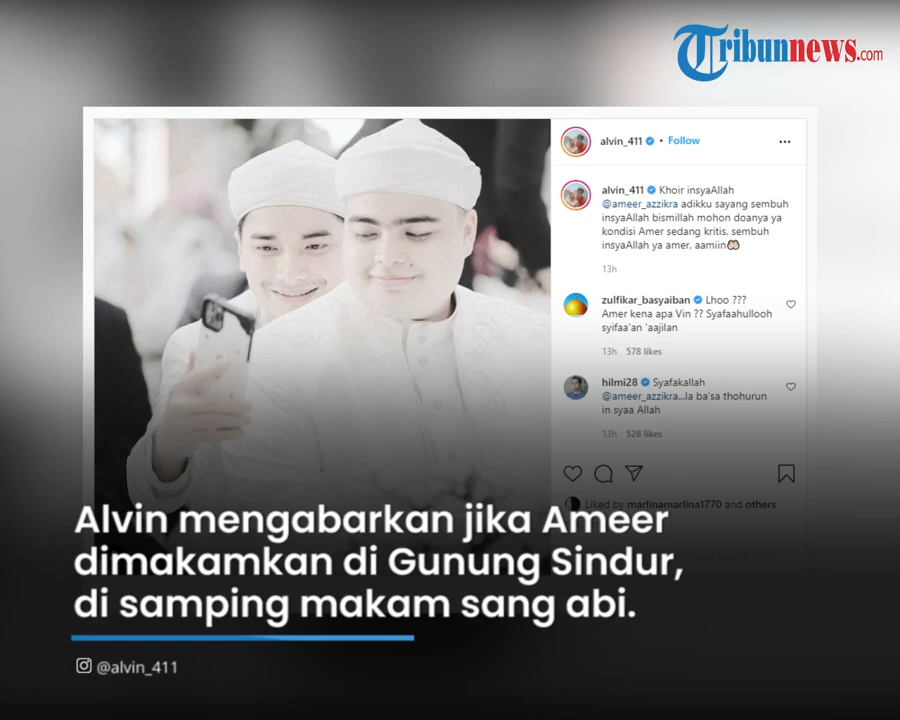 Tribunnews.com
alvin_411 • Follow
alvin_411 Khoir insyaAllah
@ameer_azzikra adikku sayang sembuh
insyaAllah bismillah mohon doanya ya
kondisi Amer sedang kritis, sembuh
insyaAllah ya amer, aamiin
13h
zulfikar_basyaiban Lhoo ???
Amer kena apa Vin ?? Syafaahullooh
syifaa'an 'aajilan
13h 578 likes
hilmi28 Syafakallah
@ameer_azzikra...la ba'sa thohurun
in syaa Allah
13h 528 likes
Liked by marlinamarlina1770 and others
Alvin mengabarkan jika Ameer
dimakamkan di Gunung Sindur,
di samping makam sang abi.
@alvin_411